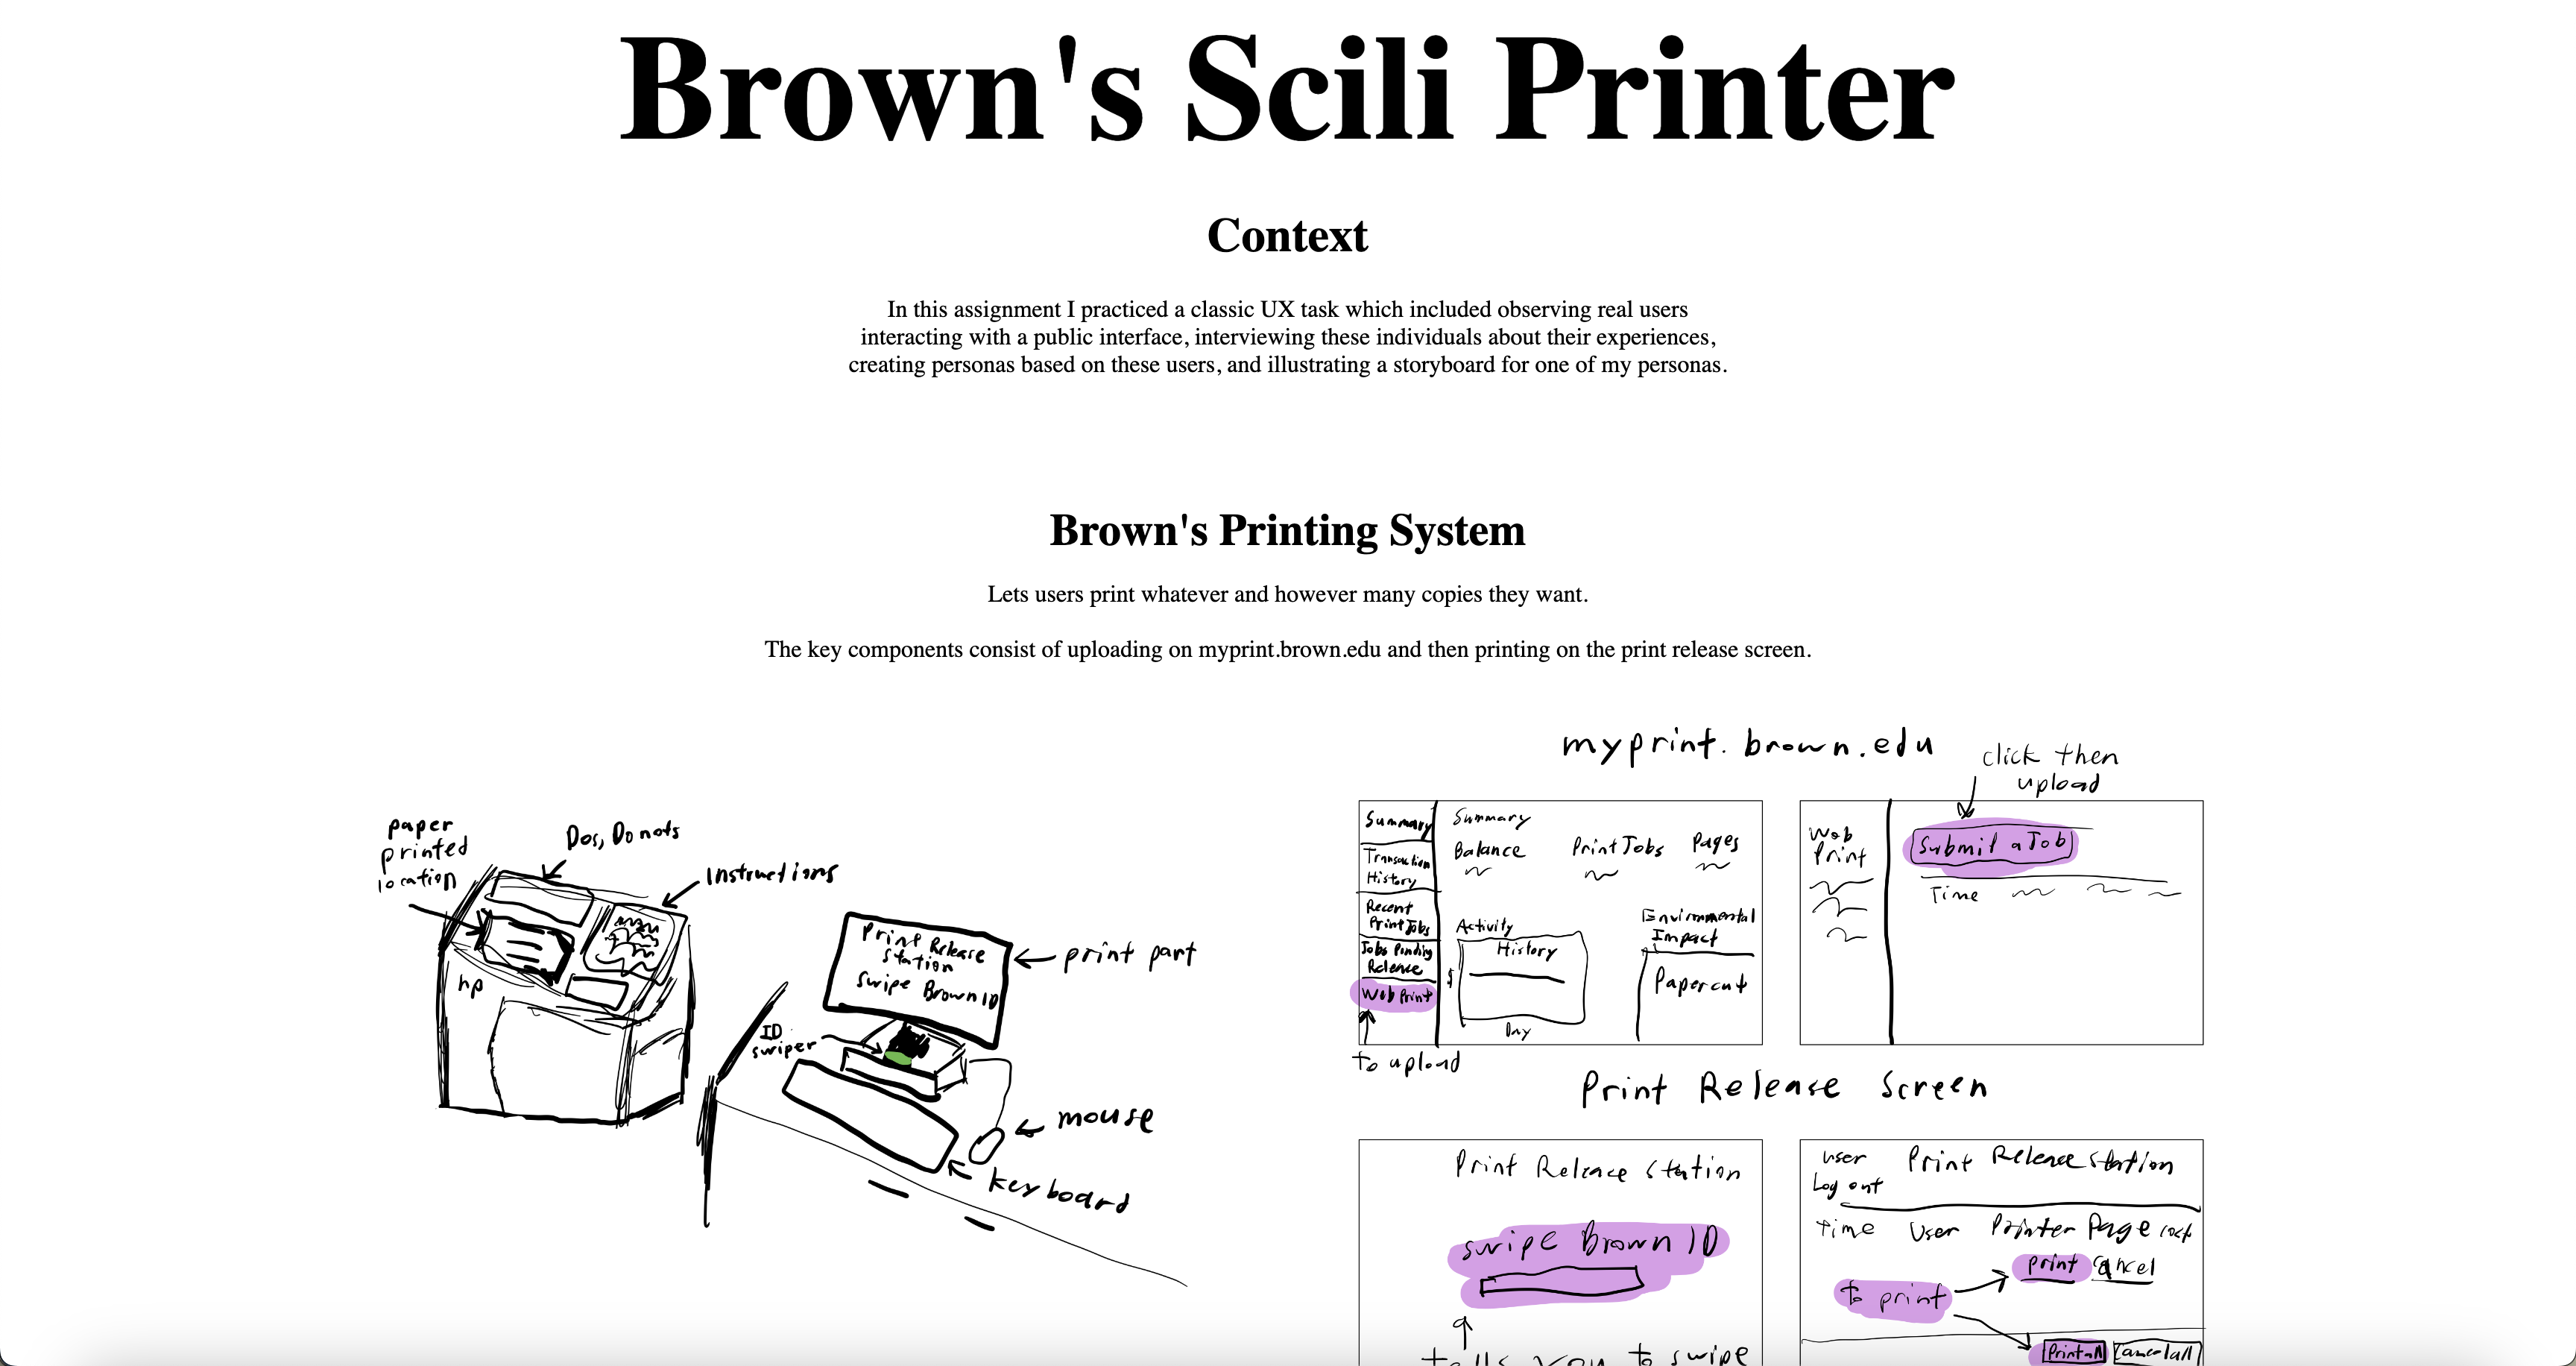 Brown's Scili Printer
Context
In this assignment I practiced a classic UX task which included observing real users
interacting with a public interface, interviewing these individuals about their experiences,
creating personas based on these users, and illustrating a storyboard for one of my personas.
Brown's Printing System
Lets users print whatever and however many copies they want.
The key components consist of uploading on myprint.brown.edu and then printing on the print release screen.
paper
printed
location
Dos, Do nots
Instructions
hp
Print Release
Station
Swipe Brown ID
print part
ID
swiper
mouse
keyboard
myprint.brown.edu
click then
upload
Summary
Transaction
History
Recent
Print Jobs
Jobs Pending
Release
Web Print
to upload
Summary
Balance
Print Jobs
Pages
Activity
History
$
Day
Environmental
Impact
Papercut
Web
Print
Submit a Job
Time
Print Release Screen
Print Release Station
swipe Brown ID
tells you to swipe
User
Log out
Print Release Station
Time User Printer Page cost
print cancel
to print
Print all Cancel all